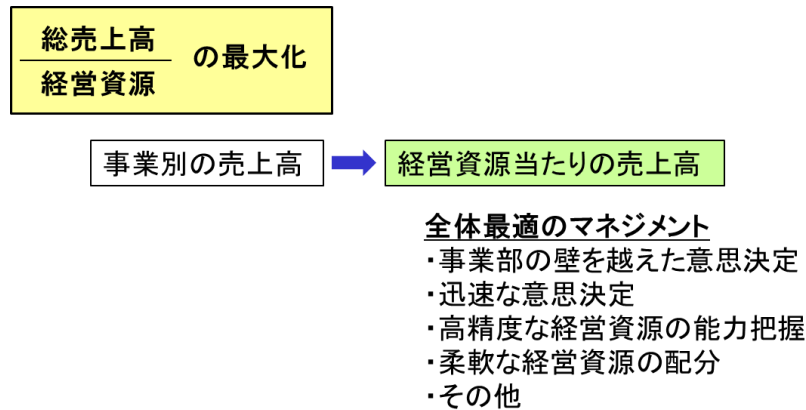 総売上高
経営資源
の最大化
事業別の売上高
経営資源当たりの売上高
全体最適のマネジメント
・事業部の壁を越えた意思決定
・迅速な意思決定
・高精度な経営資源の能力把握
・柔軟な経営資源の配分
・その他